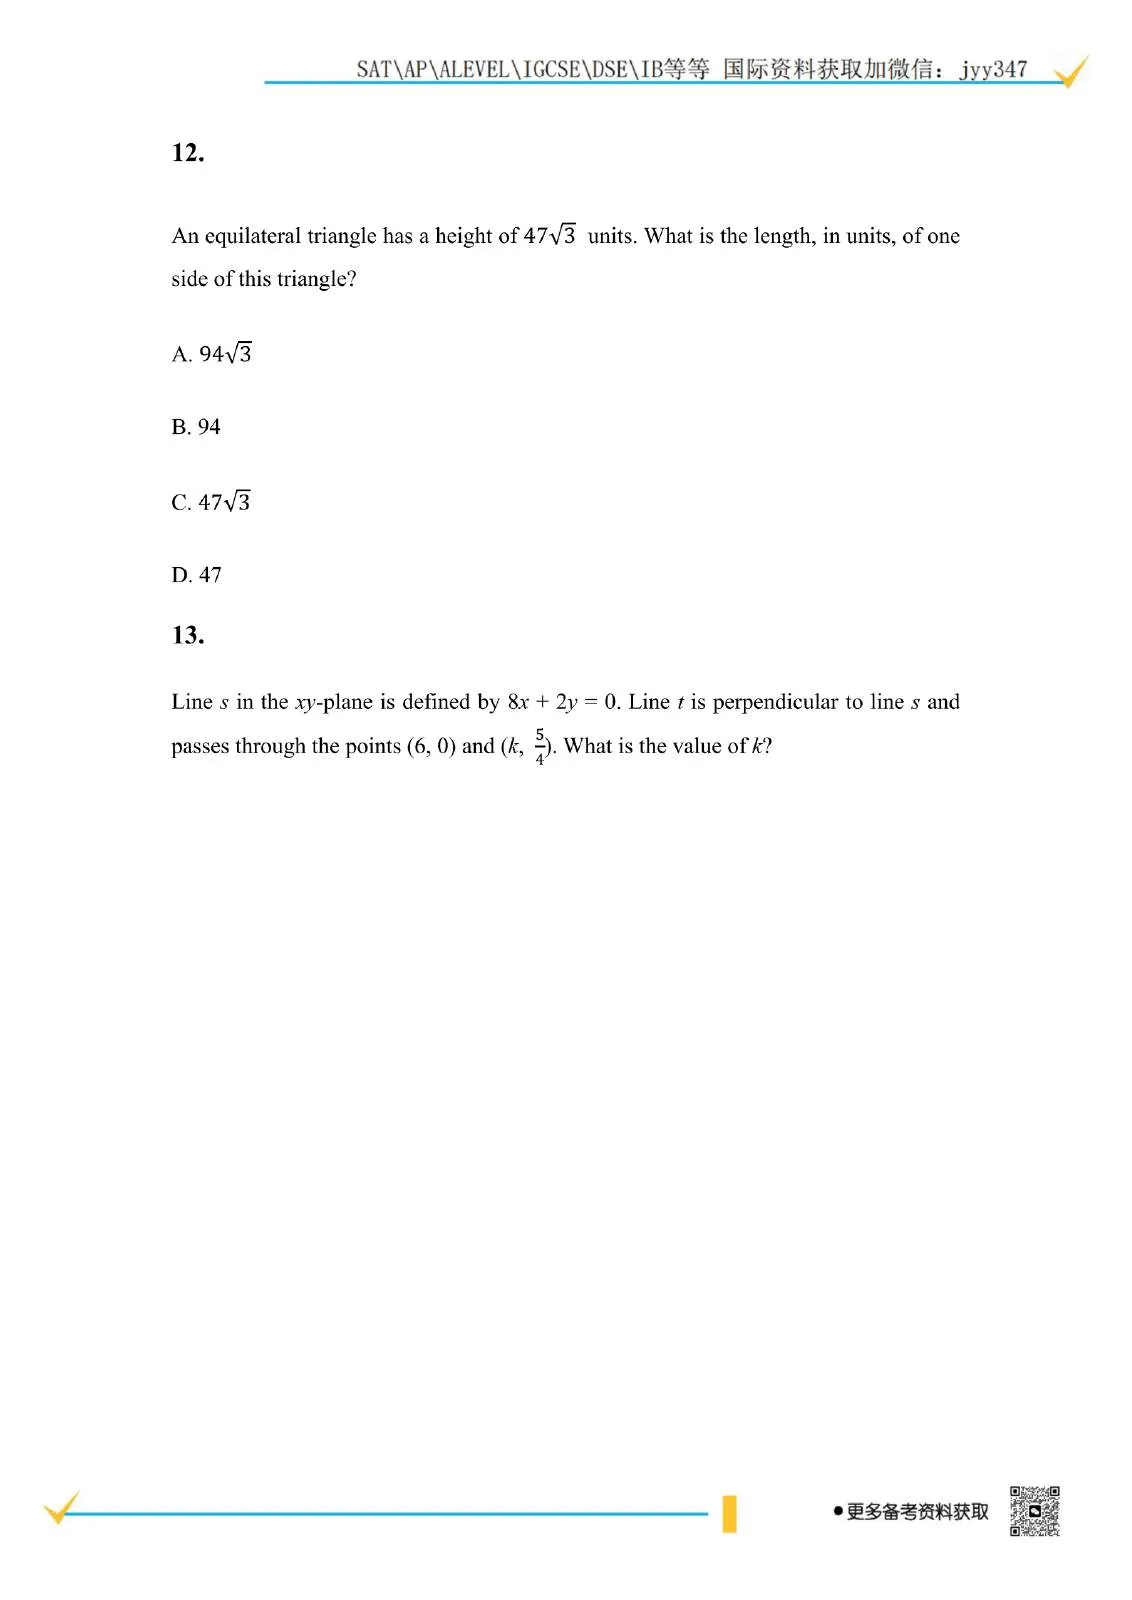 SAT\AP\ALEVEL\IGCSE\DSE\IB等等 国际资料获取加微信：jyy347
12.
An equilateral triangle has a height of 47√3 units. What is the length, in units, of one
side of this triangle?
A. 94√3
B. 94
C. 47√3
D. 47
13.
Line s in the xy-plane is defined by 8x + 2y = 0. Line t is perpendicular to line s and
passes through the points (6, 0) and (k, 5/4). What is the value of k?
●更多备考资料获取